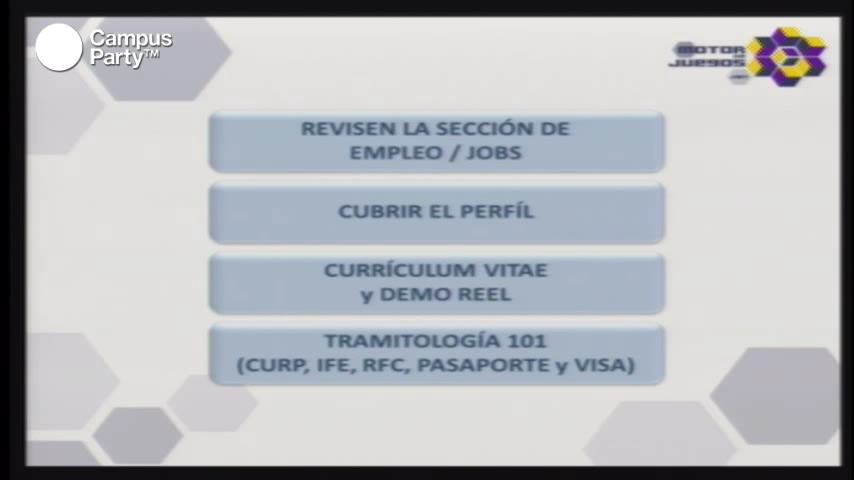 Campus
Party™
MOTOR
JUEGOS
REVISEN LA SECCIÓN DE
EMPLEO / JOBS
CUBRIR EL PERFÍL
CURRÍCULUM VITAE
y DEMO REEL
TRAMITOLOGÍA 101
(CURP, IFE, RFC, PASAPORTE y VISA)